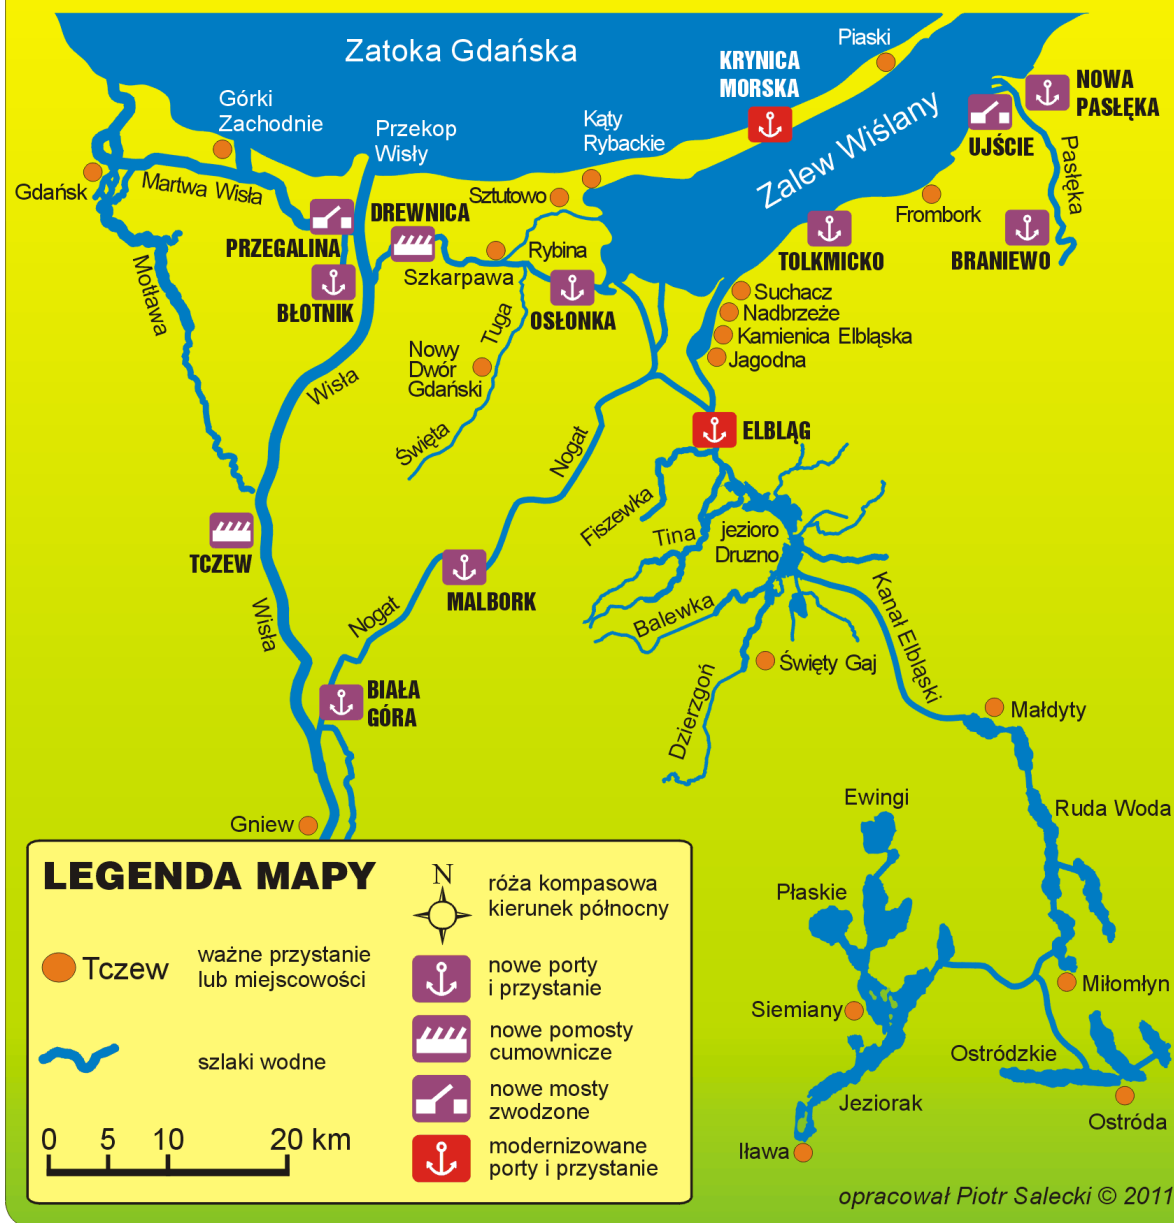 Zatoka Gdańska
Piaski
KRYNICA
MORSKA
NOWA
PASŁĘKA
Górki
Zachodnie
Przekop
Wisły
Kąty
Rybackie
Zalew Wiślany
UJŚCIE
Pasłęka
Gdańsk
Martwa Wisła
Sztutowo
Frombork
DREWNICA
PRZEGALINA
Rybina
TOLKMICKO
BRANIEWO
Motława
Szkarpawa
BŁOTNIK
OSŁONKA
Suchacz
Nadbrzeże
Kamienica Elbląska
Jagodna
Tuga
Nowy
Dwór
Gdański
Wisła
Święta
Nogat
ELBLĄG
Fiszewka
Tina
jezioro
Druzno
TCZEW
MALBORK
Wisła
Nogat
Balewka
Kanał Elbląski
Święty Gaj
BIAŁA
GÓRA
Dzierzgoń
Małdyty
Ewingi
Ruda Woda
Gniew
Płaskie
Miłomłyn
Siemiany
Ostródzkie
Jeziorak
Ostróda
Iława
LEGENDA MAPY
Tczew
ważne przystanie
lub miejscowości
szlaki wodne
0 5 10 20 km
N
róża kompasowa
kierunek północny
nowe porty
i przystanie
nowe pomosty
cumownicze
nowe mosty
zwodzone
modernizowane
porty i przystanie
opracował Piotr Salecki © 2011